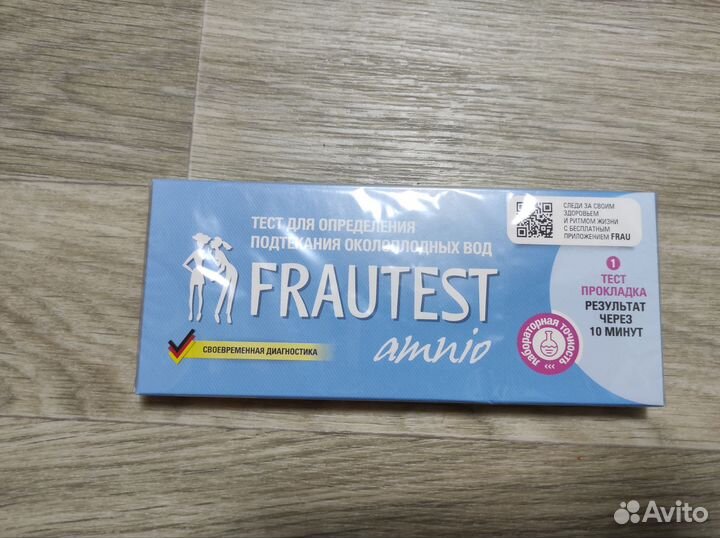 ТЕСТ ДЛЯ ОПРЕДЕЛЕНИЯ
ПОДТЕКАНИЯ ОКОЛОПЛОДНЫХ ВОД
FRAUTEST
amnio
СВОЕВРЕМЕННАЯ ДИАГНОСТИКА
СЛЕДИ ЗА СВОИМ
ЗДОРОВЬЕМ
И РИТМОМ ЖИЗНИ
С БЕСПЛАТНЫМ
ПРИЛОЖЕНИЕМ FRAU
1
ТЕСТ
ПРОКЛАДКА
РЕЗУЛЬТАТ
ЧЕРЕЗ
10 МИНУТ
лабораторная точность
<<<
Avito